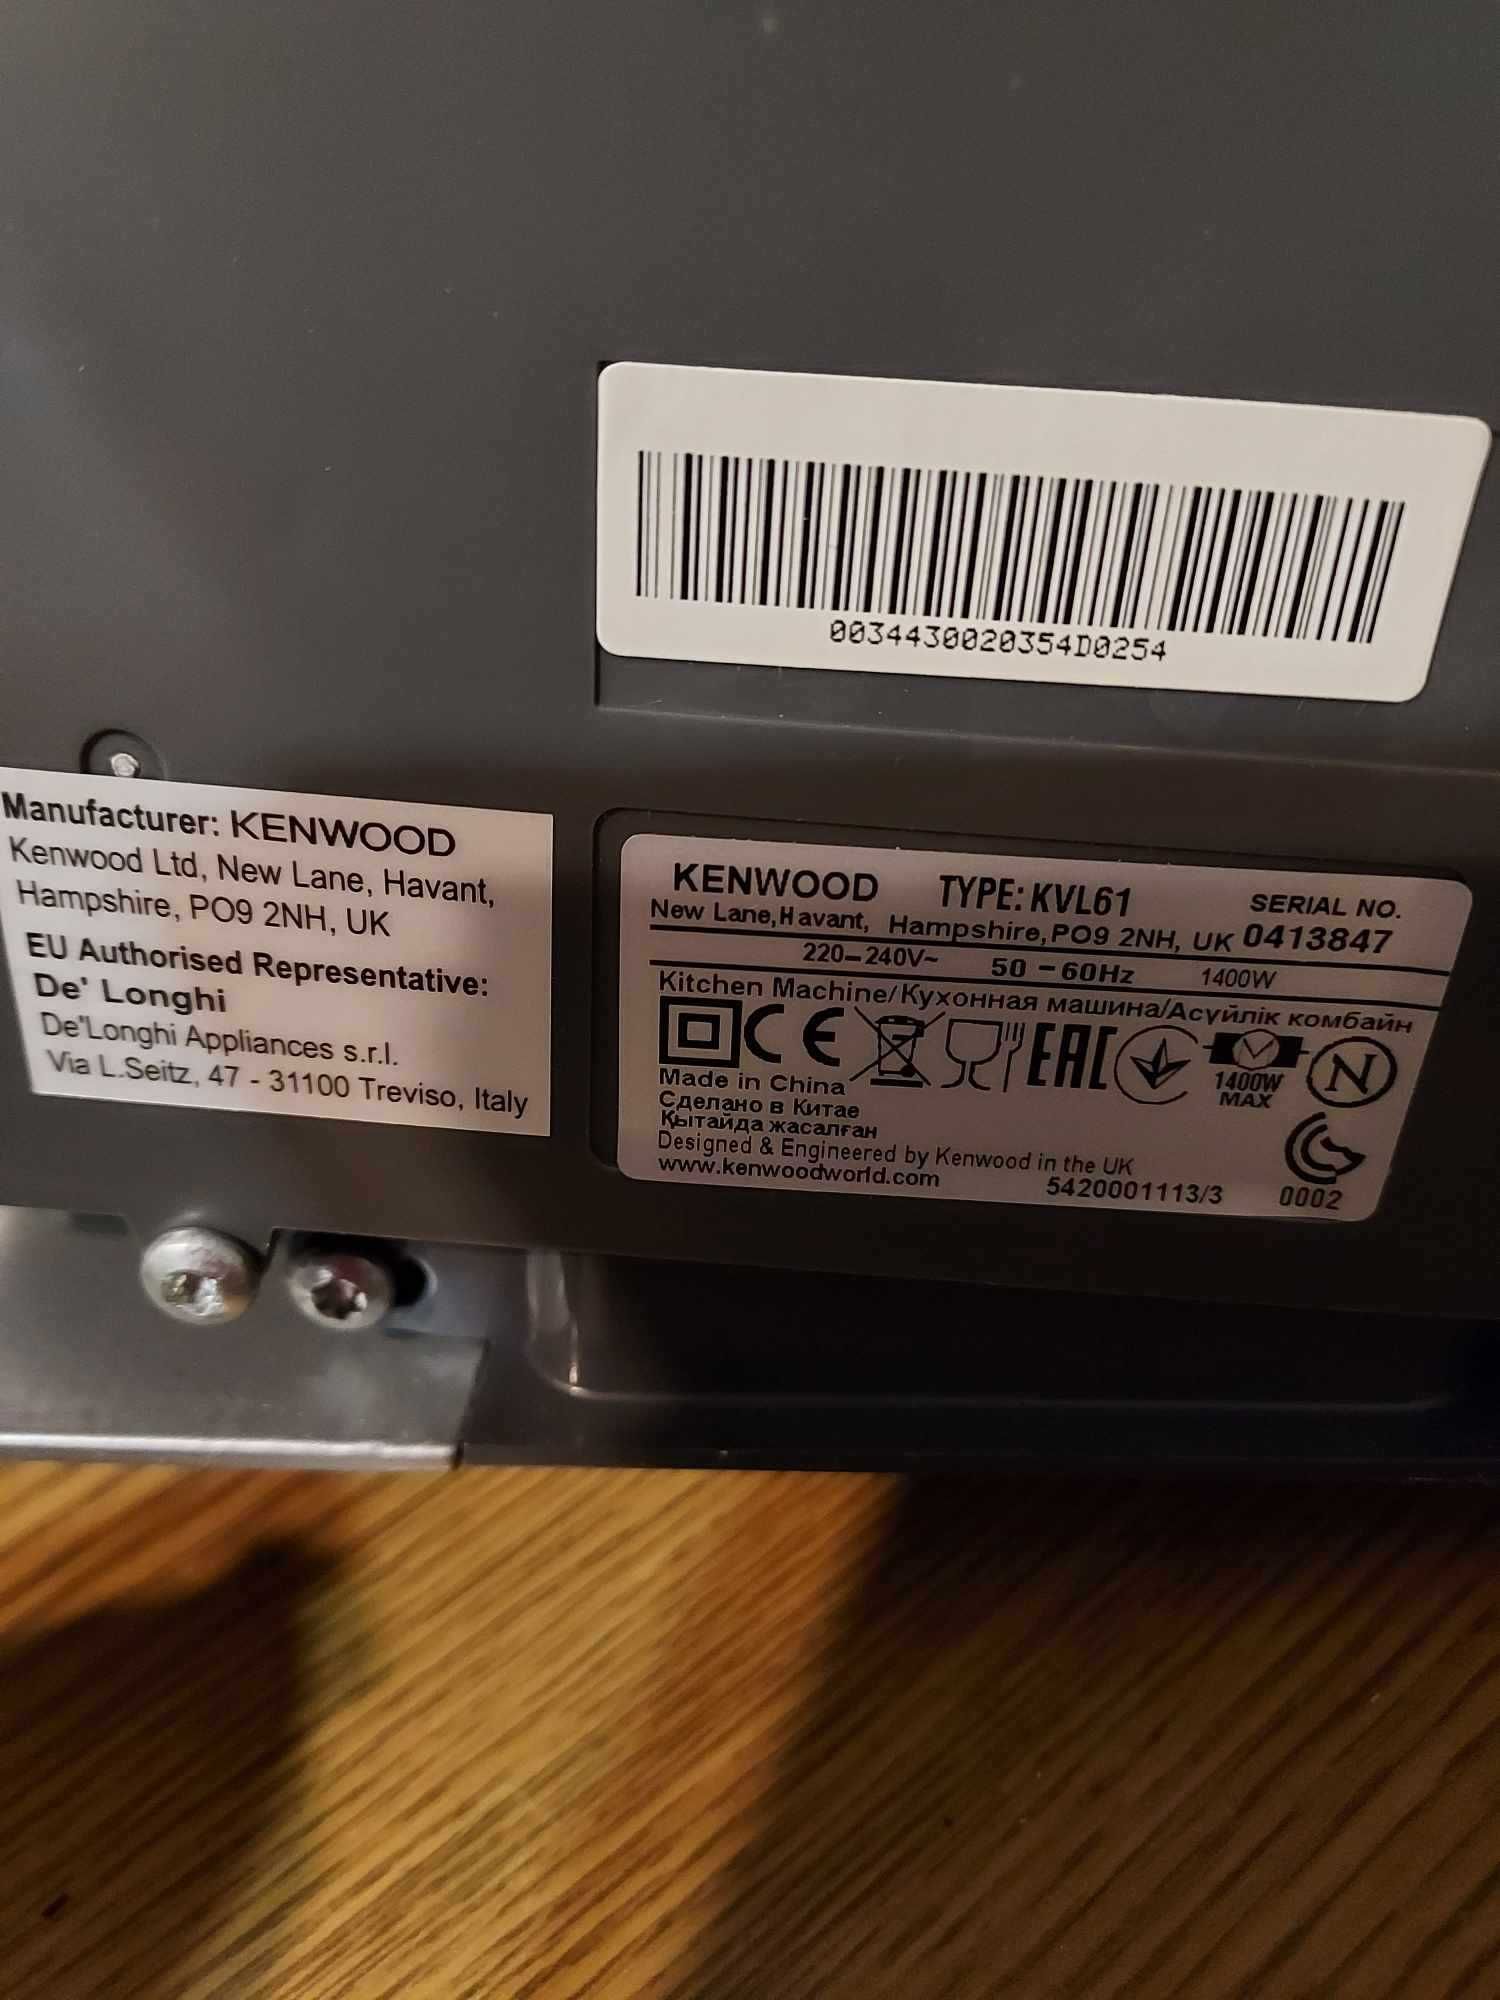 0034430020354D0254
Manufacturer: KENWOOD
Kenwood Ltd, New Lane, Havant,
Hampshire, PO9 2NH, UK
EU Authorised Representative:
De' Longhi
De'Longhi Appliances s.r.l.
Via L.Seitz, 47 - 31100 Treviso, Italy
KENWOOD TYPE: KVL61 SERIAL NO.
New Lane, Havant, Hampshire, PO9 2NH, UK 0413847
220-240V~ 50-60Hz 1400W
Kitchen Machine/Кухонная машина/Асүйлік комбайн
CE EAC N
1400W
MAX
Made in China
Сделано в Китае
Қытайда жасалған
Designed & Engineered by Kenwood in the UK
www.kenwoodworld.com 5420001113/3 0002